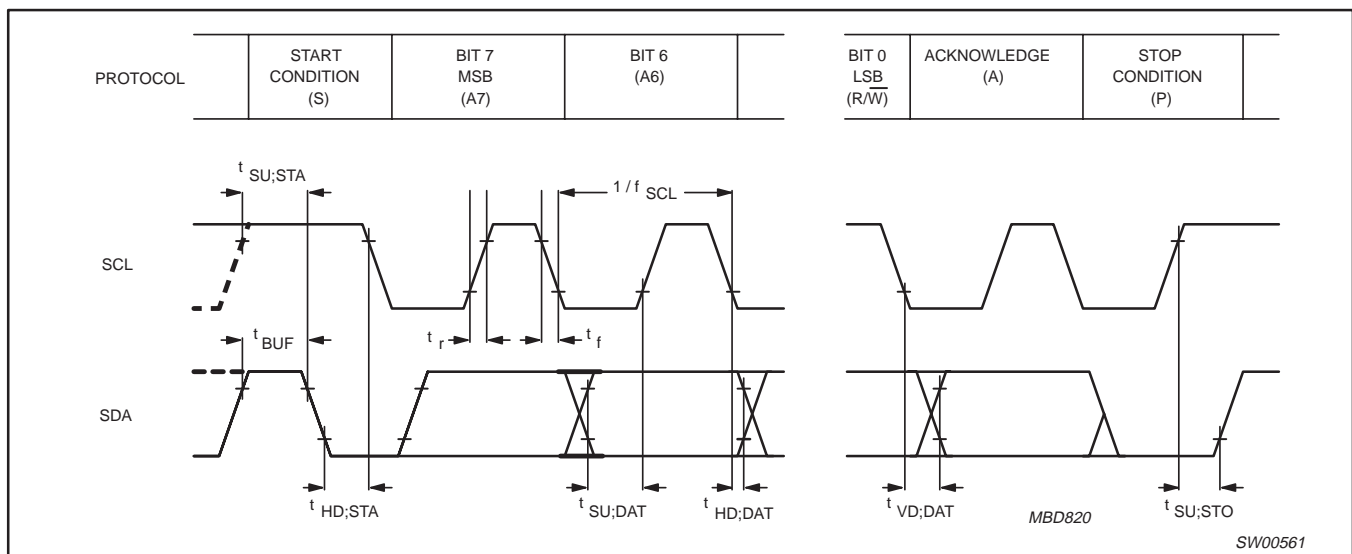 PROTOCOL
START
CONDITION
(S)
BIT 7
MSB
(A7)
BIT 6
(A6)
BIT 0
LSB
(R/W̅)
ACKNOWLEDGE
(A)
STOP
CONDITION
(P)
t SU;STA
1 / f SCL
SCL
t BUF
t r
t f
SDA
t HD;STA
t SU;DAT
t HD;DAT
t VD;DAT
t SU;STO
MBD820
SW00561